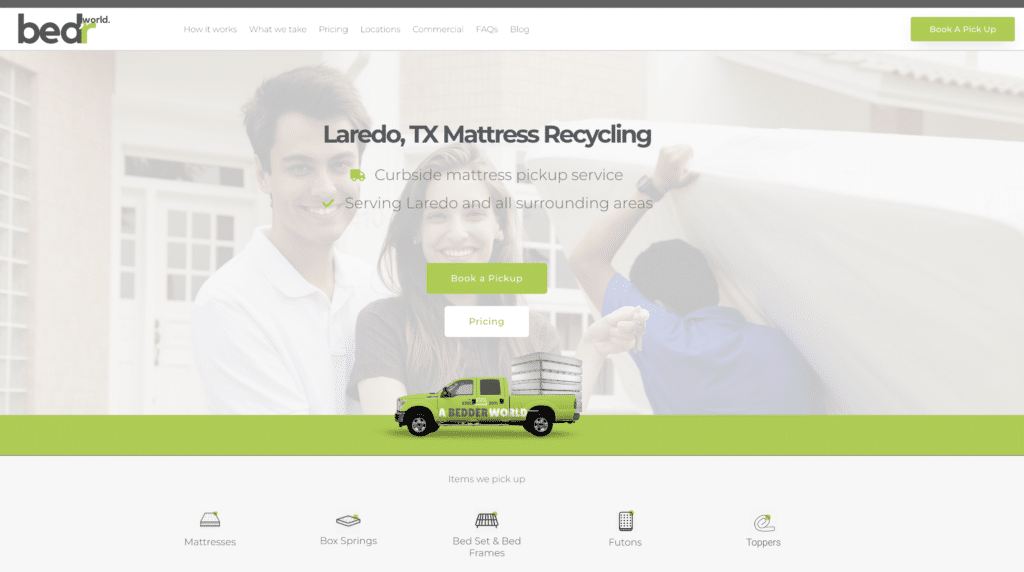 bedr world.
How it works What we take Pricing Locations Commercial FAQs Blog
Book A Pick Up
Laredo, TX Mattress Recycling
Curbside mattress pickup service
Serving Laredo and all surrounding areas
Book a Pickup
Pricing
A BEDDER WORLD
Items we pick up
Mattresses
Box Springs
Bed Set & Bed
Frames
Futons
Toppers